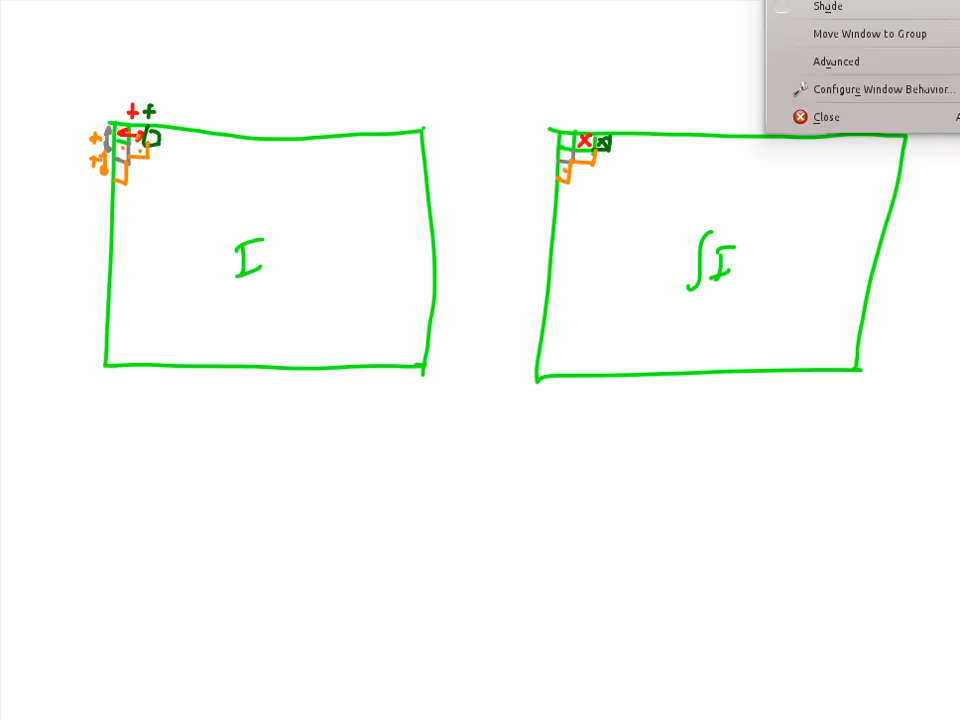 Shade
Move Window to Group
Advanced
Configure Window Behavior...
Close A
+ +
+
+
x x
I
∫I